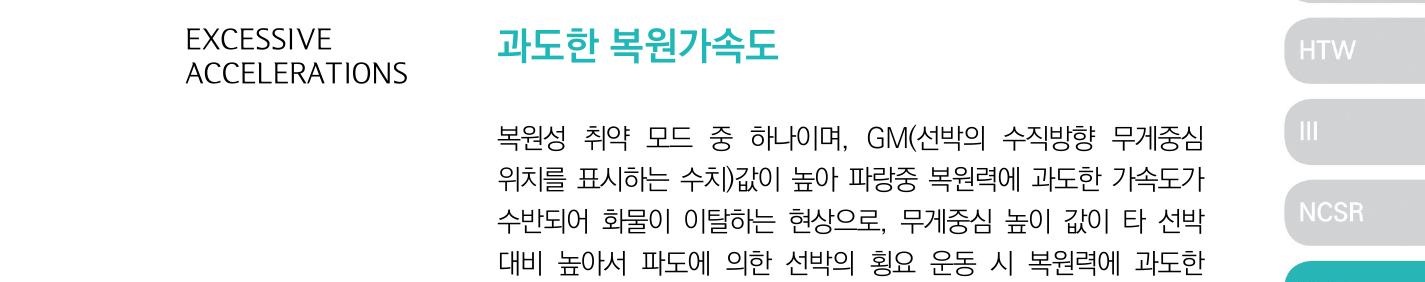 EXCESSIVE
ACCELERATIONS
과도한 복원가속도
복원성 취약 모드 중 하나이며, GM(선박의 수직방향 무게중심
위치를 표시하는 수치)값이 높아 파랑중 복원력에 과도한 가속도가
수반되어 화물이 이탈하는 현상으로, 무게중심 높이 값이 타 선박
대비 높아서 파도에 의한 선박의 횡요 운동 시 복원력에 과도한
HTW
III
NCSR